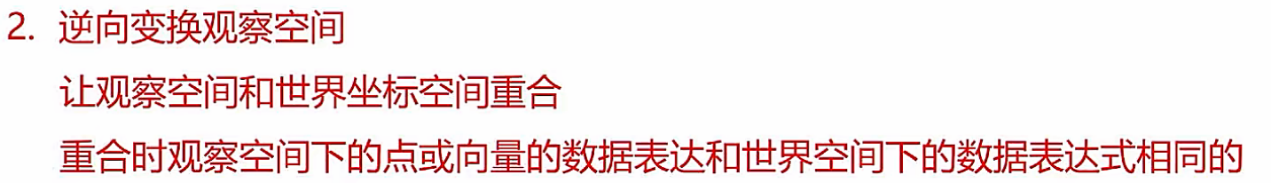 2. 逆向变换观察空间
让观察空间和世界坐标空间重合
重合时观察空间下的点或向量的数据表达和世界空间下的数据表达式相同的